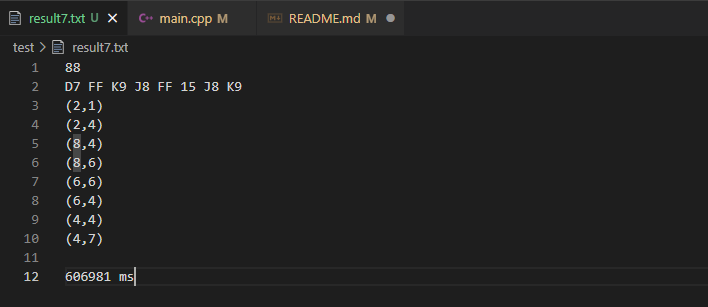 result7.txt U × main.cpp M README.md M
test > result7.txt
1 88
2 D7 FF K9 J8 FF 15 J8 K9
3 (2,1)
4 (2,4)
5 (8,4)
6 (8,6)
7 (6,6)
8 (6,4)
9 (4,4)
10 (4,7)
11
12 606981 ms